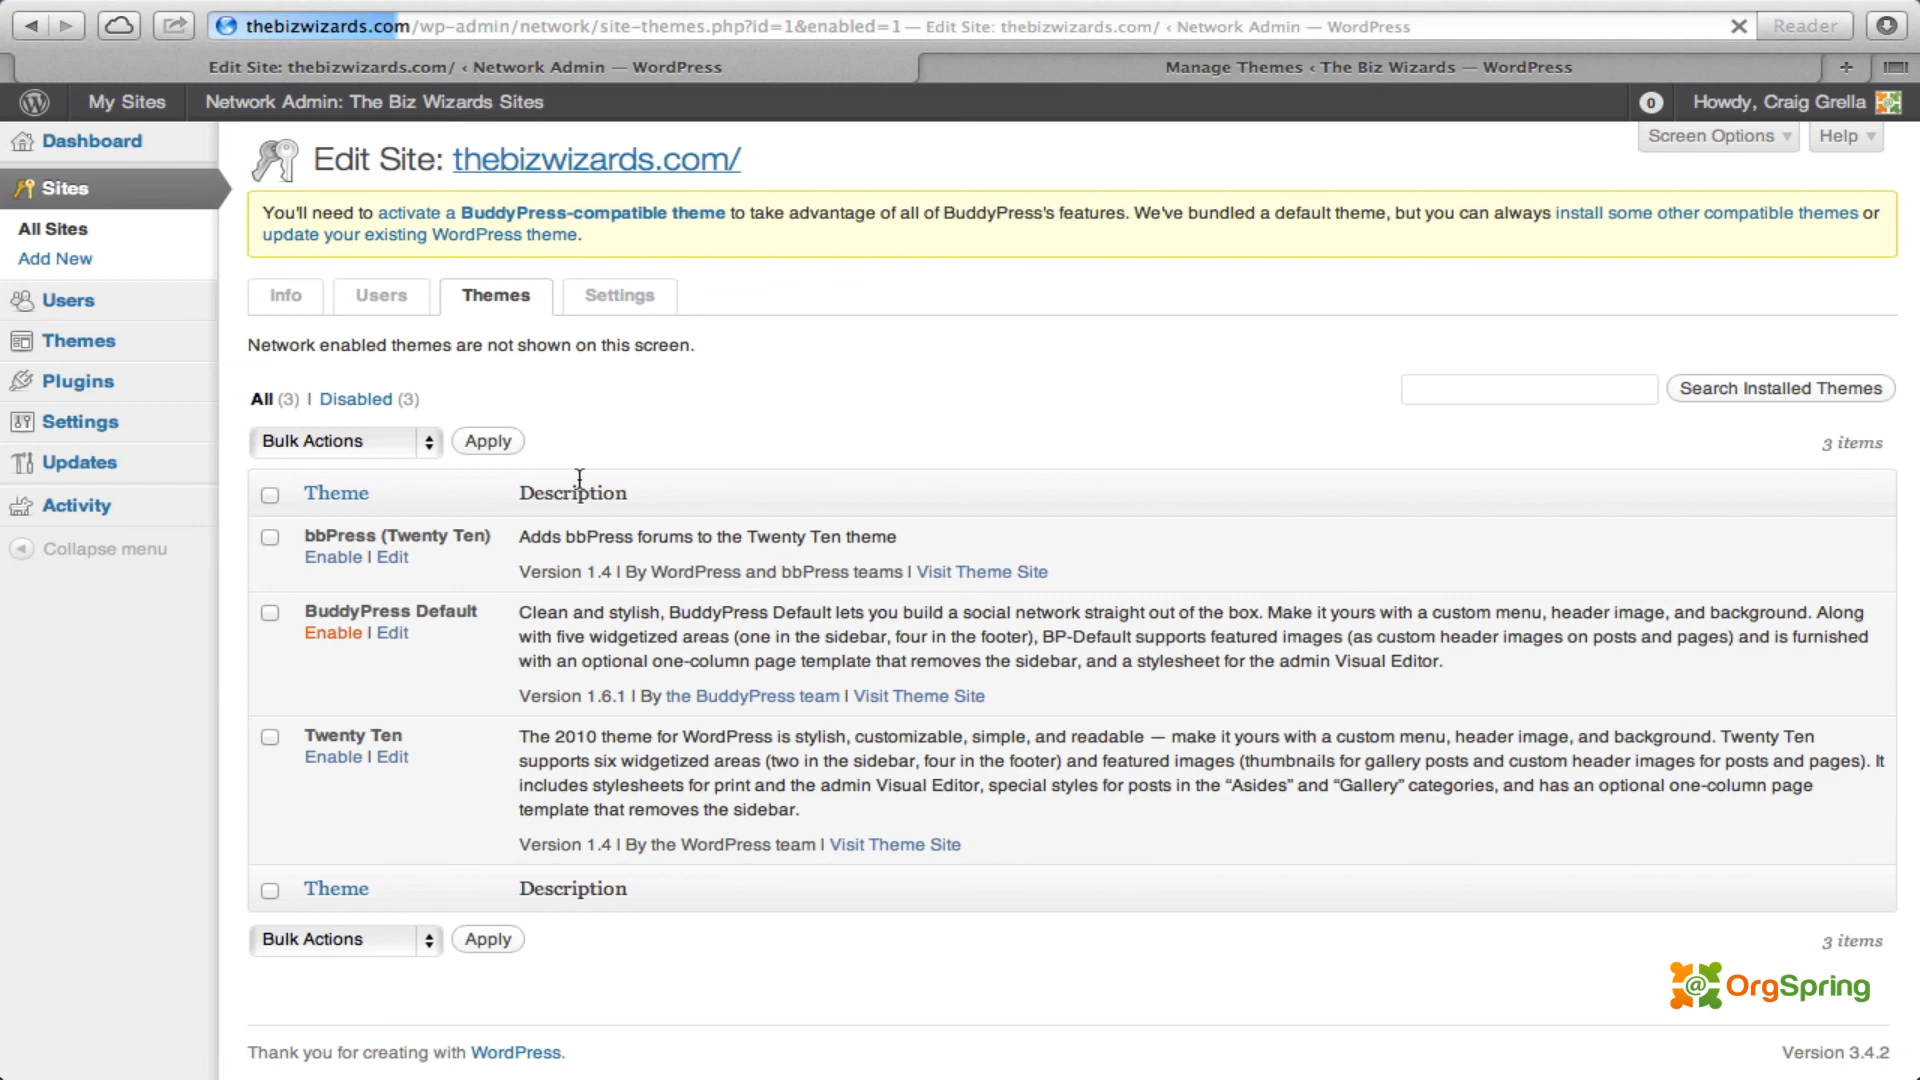 thebizwizards.com/wp-admin/network/site-themes.php?id=1&enabled=1 — Edit Site: thebizwizards.com/ ‹ Network Admin — WordPress
Reader
Edit Site: thebizwizards.com/ ‹ Network Admin — WordPress
Manage Themes ‹ The Biz Wizards — WordPress
My Sites
Network Admin: The Biz Wizards Sites
0
Howdy, Craig Grella
Dashboard
Sites
All Sites
Add New
Users
Themes
Plugins
Settings
Updates
Activity
Collapse menu
Screen Options
Help
Edit Site: thebizwizards.com/
You'll need to activate a BuddyPress-compatible theme to take advantage of all of BuddyPress's features. We've bundled a default theme, but you can always install some other compatible themes or
update your existing WordPress theme.
Info
Users
Themes
Settings
Network enabled themes are not shown on this screen.
All (3) | Disabled (3)
Search Installed Themes
Bulk Actions
Apply
3 items
Theme
Description
bbPress (Twenty Ten)
Enable | Edit
Adds bbPress forums to the Twenty Ten theme
Version 1.4 | By WordPress and bbPress teams | Visit Theme Site
BuddyPress Default
Enable | Edit
Clean and stylish, BuddyPress Default lets you build a social network straight out of the box. Make it yours with a custom menu, header image, and background. Along
with five widgetized areas (one in the sidebar, four in the footer), BP-Default supports featured images (as custom header images on posts and pages) and is furnished
with an optional one-column page template that removes the sidebar, and a stylesheet for the admin Visual Editor.
Version 1.6.1 | By the BuddyPress team | Visit Theme Site
Twenty Ten
Enable | Edit
The 2010 theme for WordPress is stylish, customizable, simple, and readable — make it yours with a custom menu, header image, and background. Twenty Ten
supports six widgetized areas (two in the sidebar, four in the footer) and featured images (thumbnails for gallery posts and custom header images for posts and pages). It
includes stylesheets for print and the admin Visual Editor, special styles for posts in the “Asides” and “Gallery” categories, and has an optional one-column page
template that removes the sidebar.
Version 1.4 | By the WordPress team | Visit Theme Site
Theme
Description
Bulk Actions
Apply
3 items
@ OrgSpring
Thank you for creating with WordPress.
Version 3.4.2